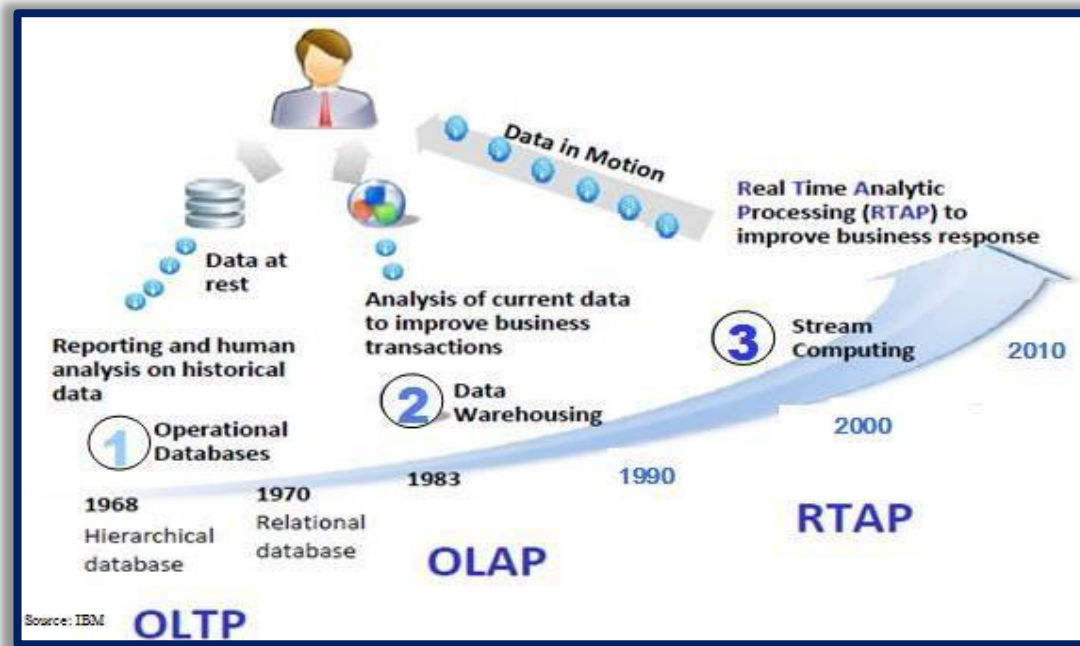 Data in Motion
Real Time Analytic
Processing (RTAP) to
improve business response
Data at
rest
Analysis of current data
to improve business
transactions
Reporting and human
analysis on historical
data
3
Stream
Computing
2010
2
Data
Warehousing
1
Operational
Databases
2000
1990
1983
1968
Hierarchical
database
1970
Relational
database
RTAP
OLAP
OLTP
Source: IBM